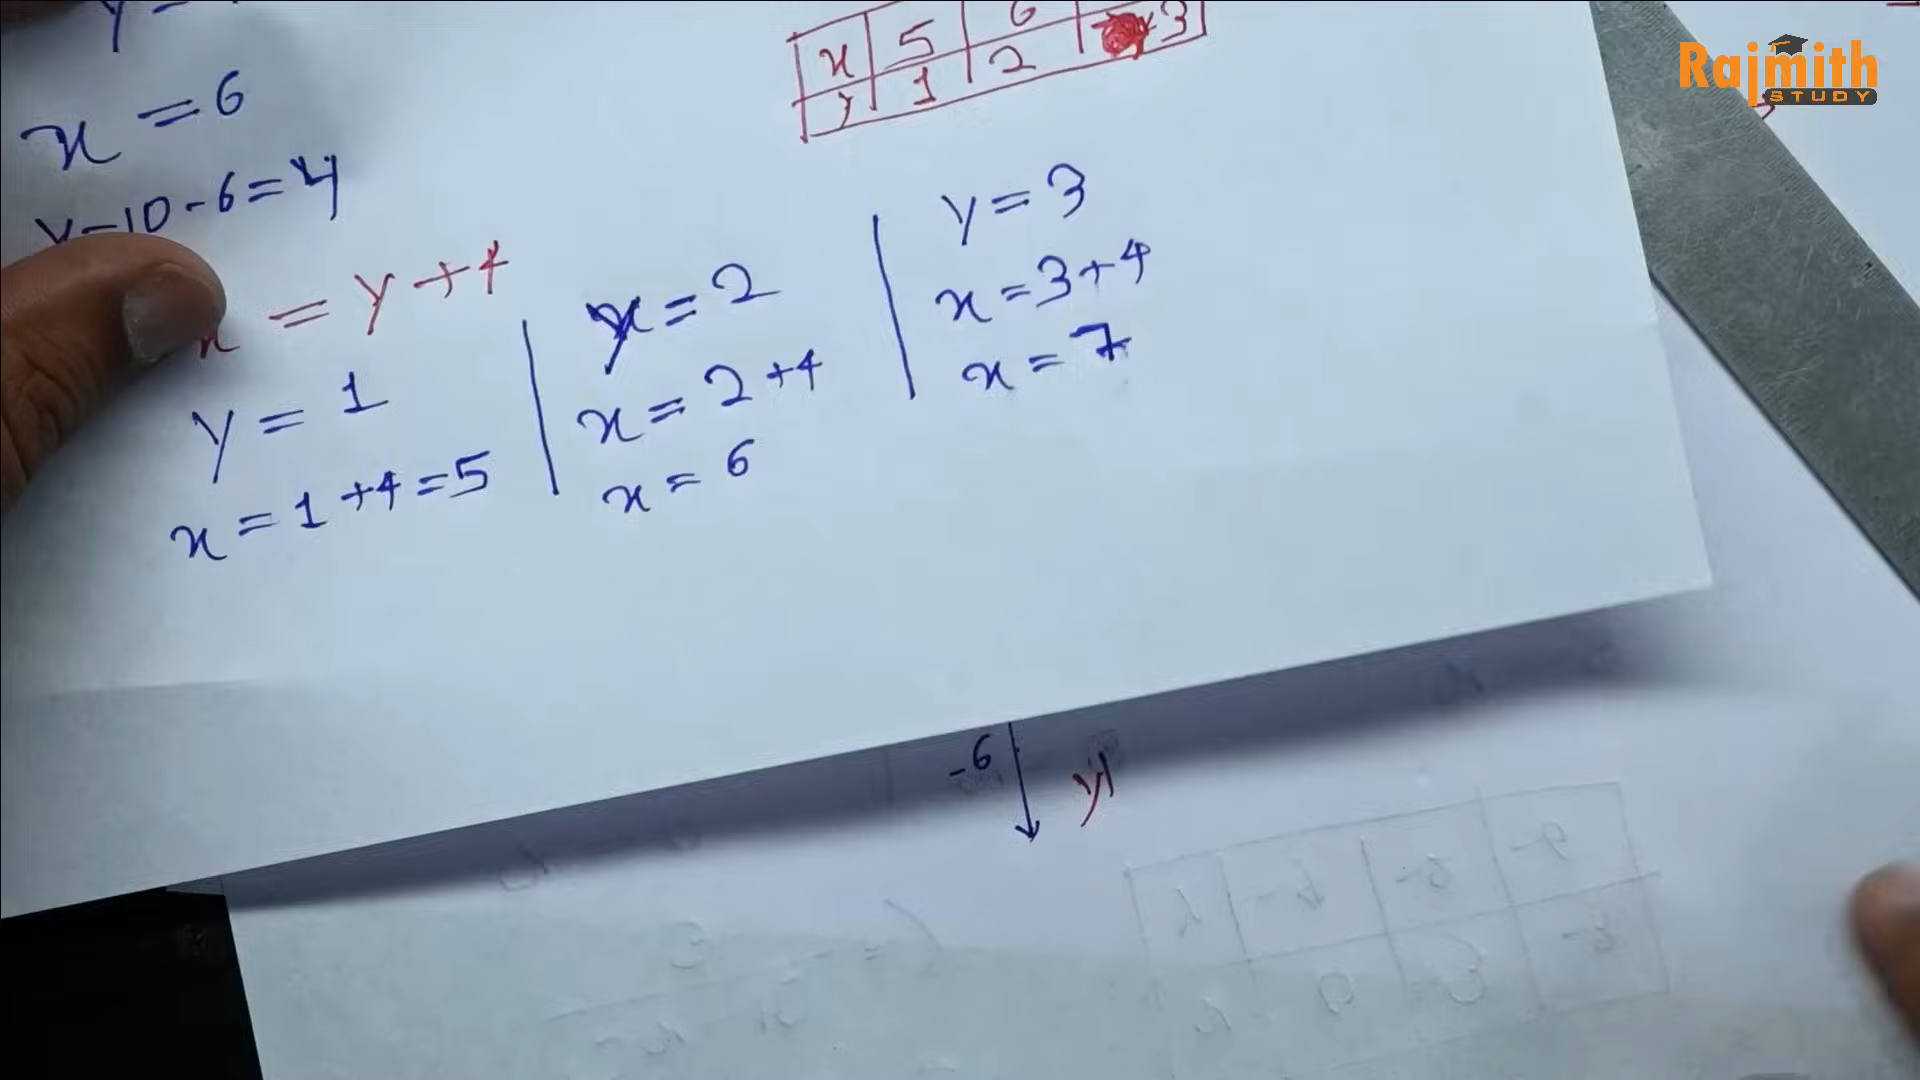 x = 6
y = 10 - 6 = 4
x 5 6
y 1 2 3
Rajmith
STUDY
x = y + 4
y = 1
x = 1 + 4 = 5
y = 2
x = 2 + 4
x = 6
y = 3
x = 3 + 4
x = 7
-6
y1